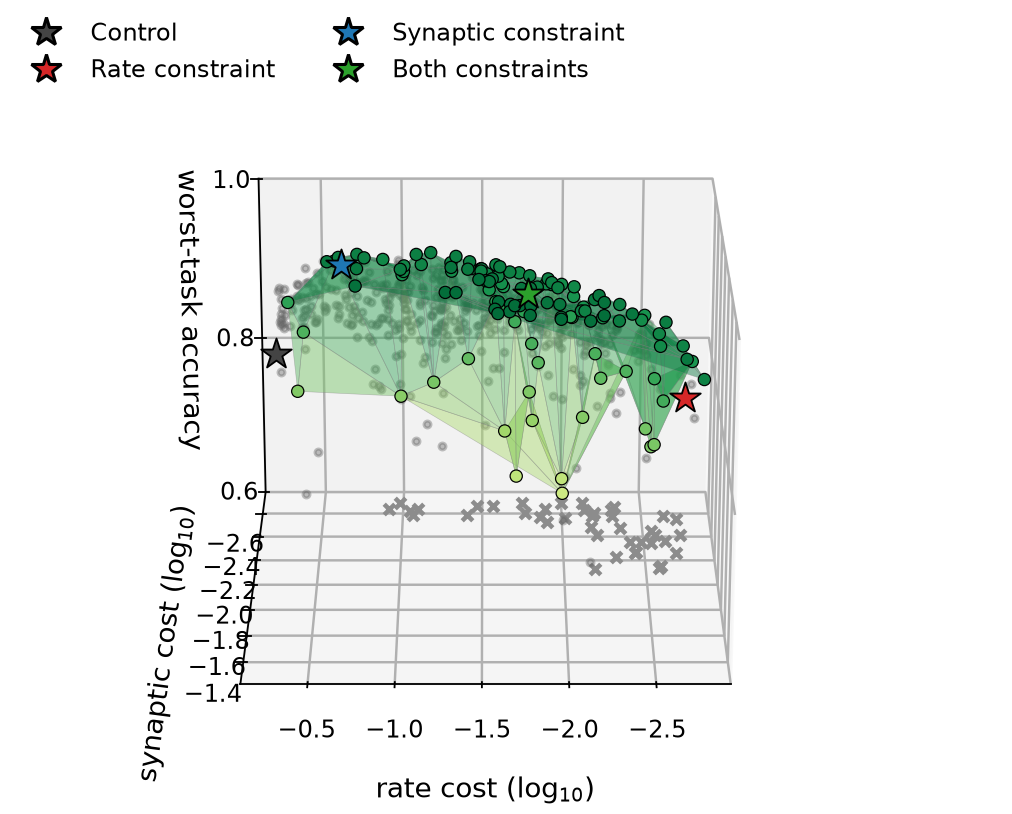 Control
Synaptic constraint
Rate constraint
Both constraints
worst-task accuracy
1.0
0.8
0.6
synaptic cost (log₁₀)
−2.6
−2.4
−2.2
−2.0
−1.8
−1.6
−1.4
−0.5
−1.0
−1.5
−2.0
−2.5
rate cost (log₁₀)